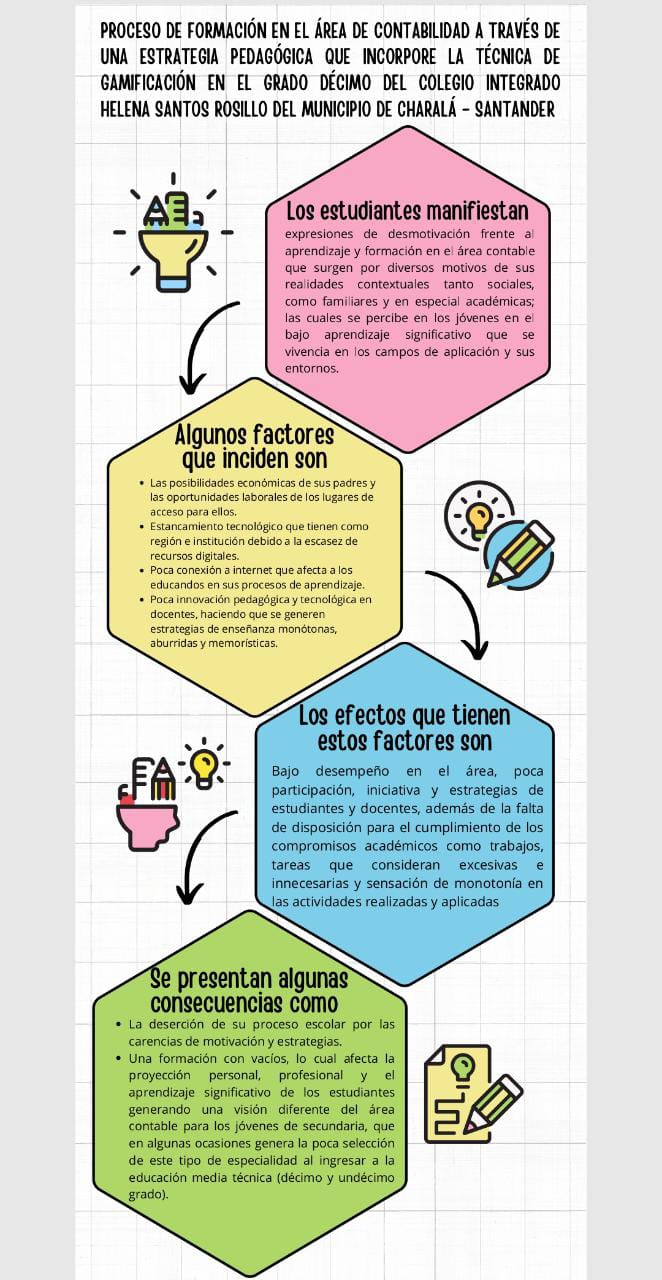 PROCESO DE FORMACIÓN EN EL ÁREA DE CONTABILIDAD A TRAVÉS DE
UNA ESTRATEGIA PEDAGÓGICA QUE INCORPORE LA TÉCNICA DE
GAMIFICACIÓN EN EL GRADO DÉCIMO DEL COLEGIO INTEGRADO
HELENA SANTOS ROSILLO DEL MUNICIPIO DE CHARALÁ - SANTANDER
Los estudiantes manifiestan
expresiones de desmotivación frente al
aprendizaje y formación en el área contable
que surgen por diversos motivos de sus
realidades contextuales tanto sociales,
como familiares y en especial académicas;
las cuales se percibe en los jóvenes en el
bajo aprendizaje significativo que se
vivencia en los campos de aplicación y sus
entornos.
Algunos factores
que inciden son
• Las posibilidades económicas de sus padres y
las oportunidades laborales de los lugares de
acceso para ellos.
• Estancamiento tecnológico que tienen como
región e institución debido a la escasez de
recursos digitales.
• Poca conexión a internet que afecta a los
educandos en sus procesos de aprendizaje.
• Poca innovación pedagógica y tecnológica en
docentes, haciendo que se generen
estrategias de enseñanza monótonas,
aburridas y memorísticas.
Los efectos que tienen
estos factores son
Bajo desempeño en el área, poca
participación, iniciativa y estrategias de
estudiantes y docentes, además de la falta
de disposición para el cumplimiento de los
compromisos académicos como trabajos,
tareas que consideran excesivas e
innecesarias y sensación de monotonía en
las actividades realizadas y aplicadas
Se presentan algunas
consecuencias como
• La deserción de su proceso escolar por las
carencias de motivación y estrategias.
• Una formación con vacíos, lo cual afecta la
proyección personal, profesional y el
aprendizaje significativo de los estudiantes
generando una visión diferente del área
contable para los jóvenes de secundaria, que
en algunas ocasiones genera la poca selección
de este tipo de especialidad al ingresar a la
educación media técnica (décimo y undécimo
grado).